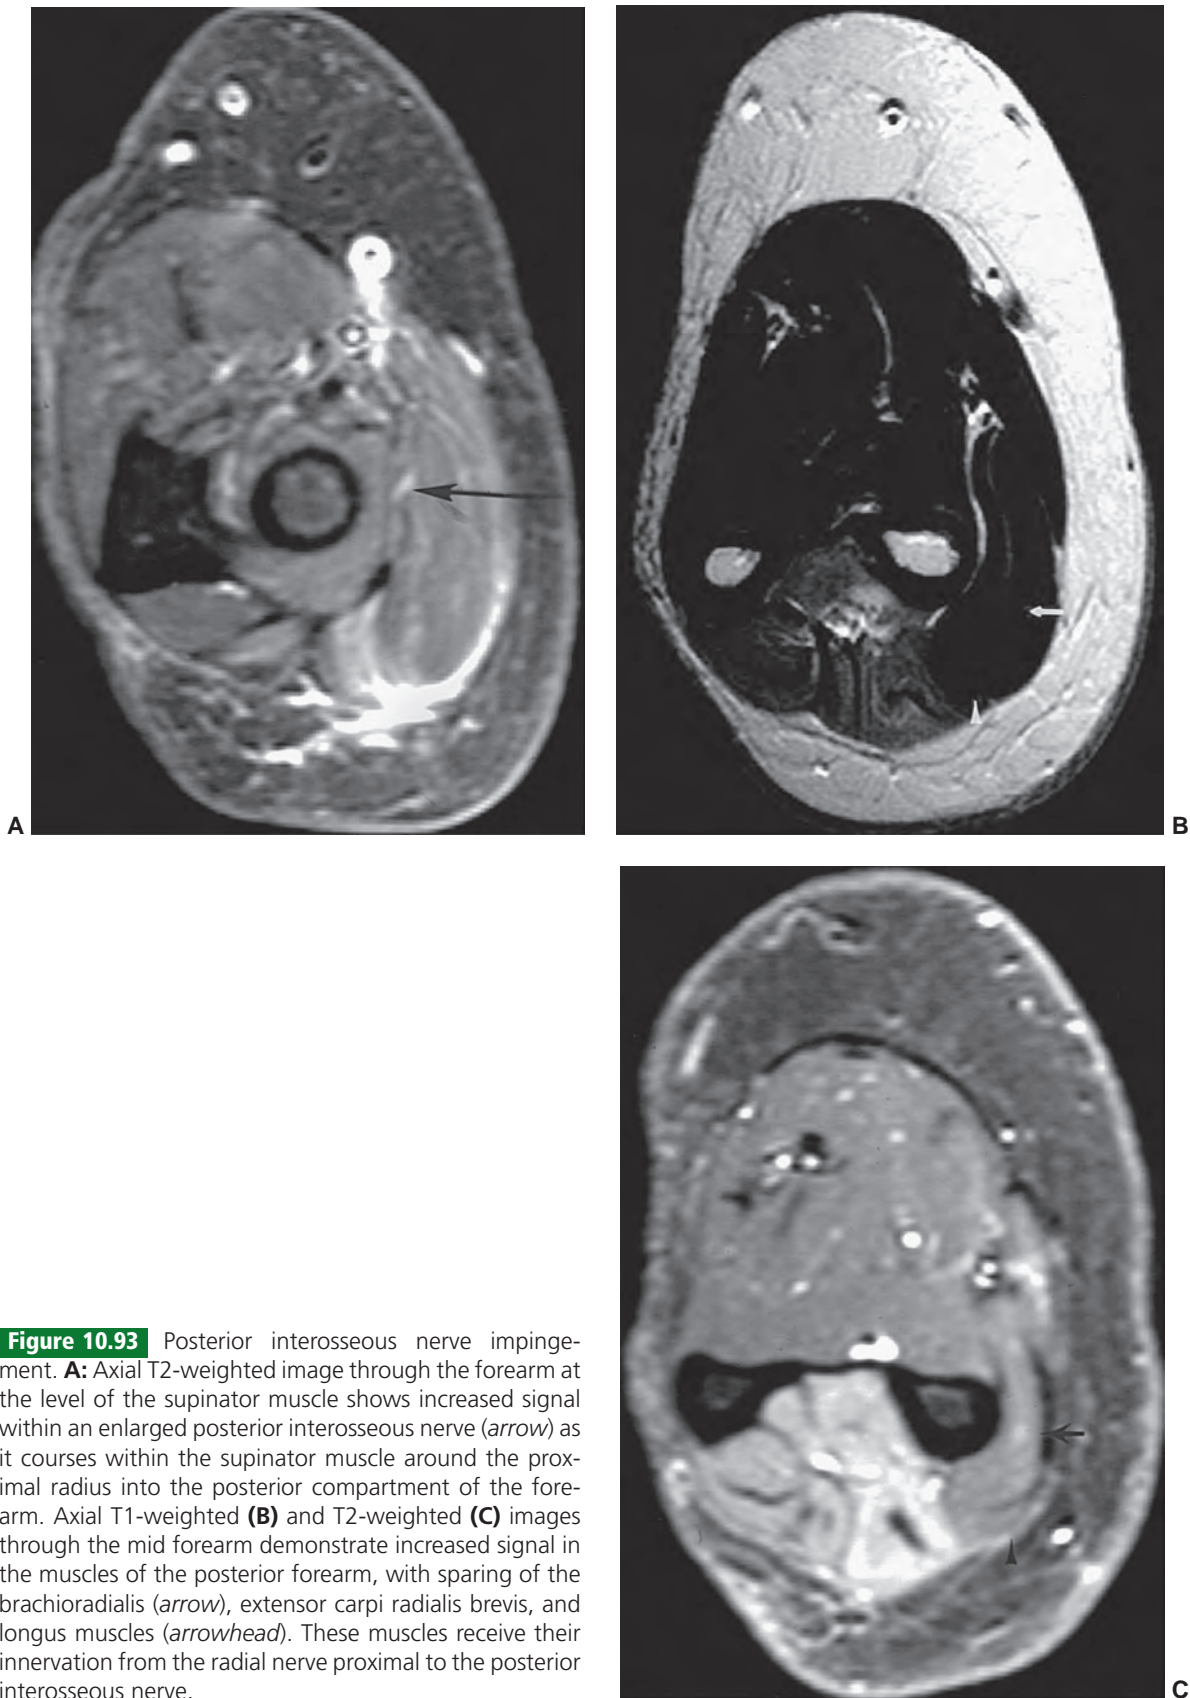 A
B
C
Figure 10.93 Posterior interosseous nerve impinge-
ment. A: Axial T2-weighted image through the forearm at
the level of the supinator muscle shows increased signal
within an enlarged posterior interosseous nerve (arrow) as
it courses within the supinator muscle around the prox-
imal radius into the posterior compartment of the fore-
arm. Axial T1-weighted (B) and T2-weighted (C) images
through the mid forearm demonstrate increased signal in
the muscles of the posterior forearm, with sparing of the
brachioradialis (arrow), extensor carpi radialis brevis, and
longus muscles (arrowhead). These muscles receive their
innervation from the radial nerve proximal to the posterior
interosseous nerve.